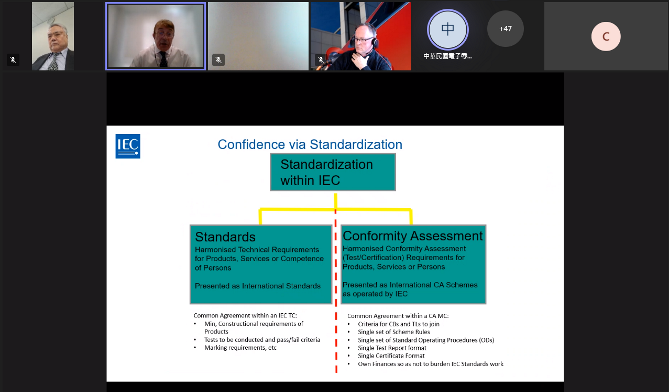 中
+47
C
中華民國電子零...
IEC
Confidence via Standardization
Standardization
within IEC
Standards
Harmonised Technical Requirements
for Products, Services or Competence
of Persons
Presented as International Standards
Conformity Assessment
Harmonised Conformity Assessment
(Test/Certification) Requirements for
Products, Services or Persons
Presented as International CA Schemes
as operated by IEC
Common Agreement within an IEC TC:
• Min, Constructional requirements of
Products
• Tests to be conducted and pass/fail criteria
• Marking requirements, etc
Common Agreement within a CA MC:
• Criteria for CBs and TLs to join
• Single set of Scheme Rules
• Single set of Standard Operating Procedures (ODs)
• Single Test Report format
• Single Certificate Format
• Own Finances so as not to burden IEC Standards work